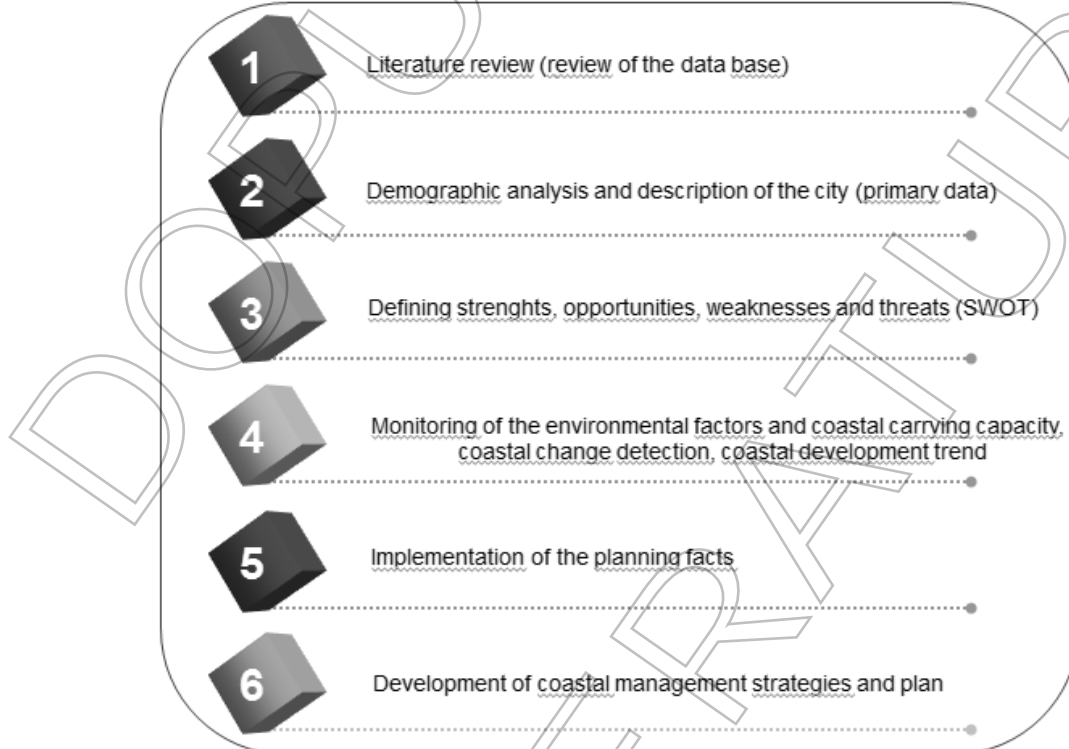 1
Literature review (review of the data base)
2
Demographic analysis and description of the city (primary data)
3
Defining strenghts, opportunities, weaknesses and threats (SWOT)
4
Monitoring of the environmental factors and coastal carrving capacity,
coastal change detection, coastal development trend
5
Implementation of the planning facts
6
Development of coastal management strategies and plan